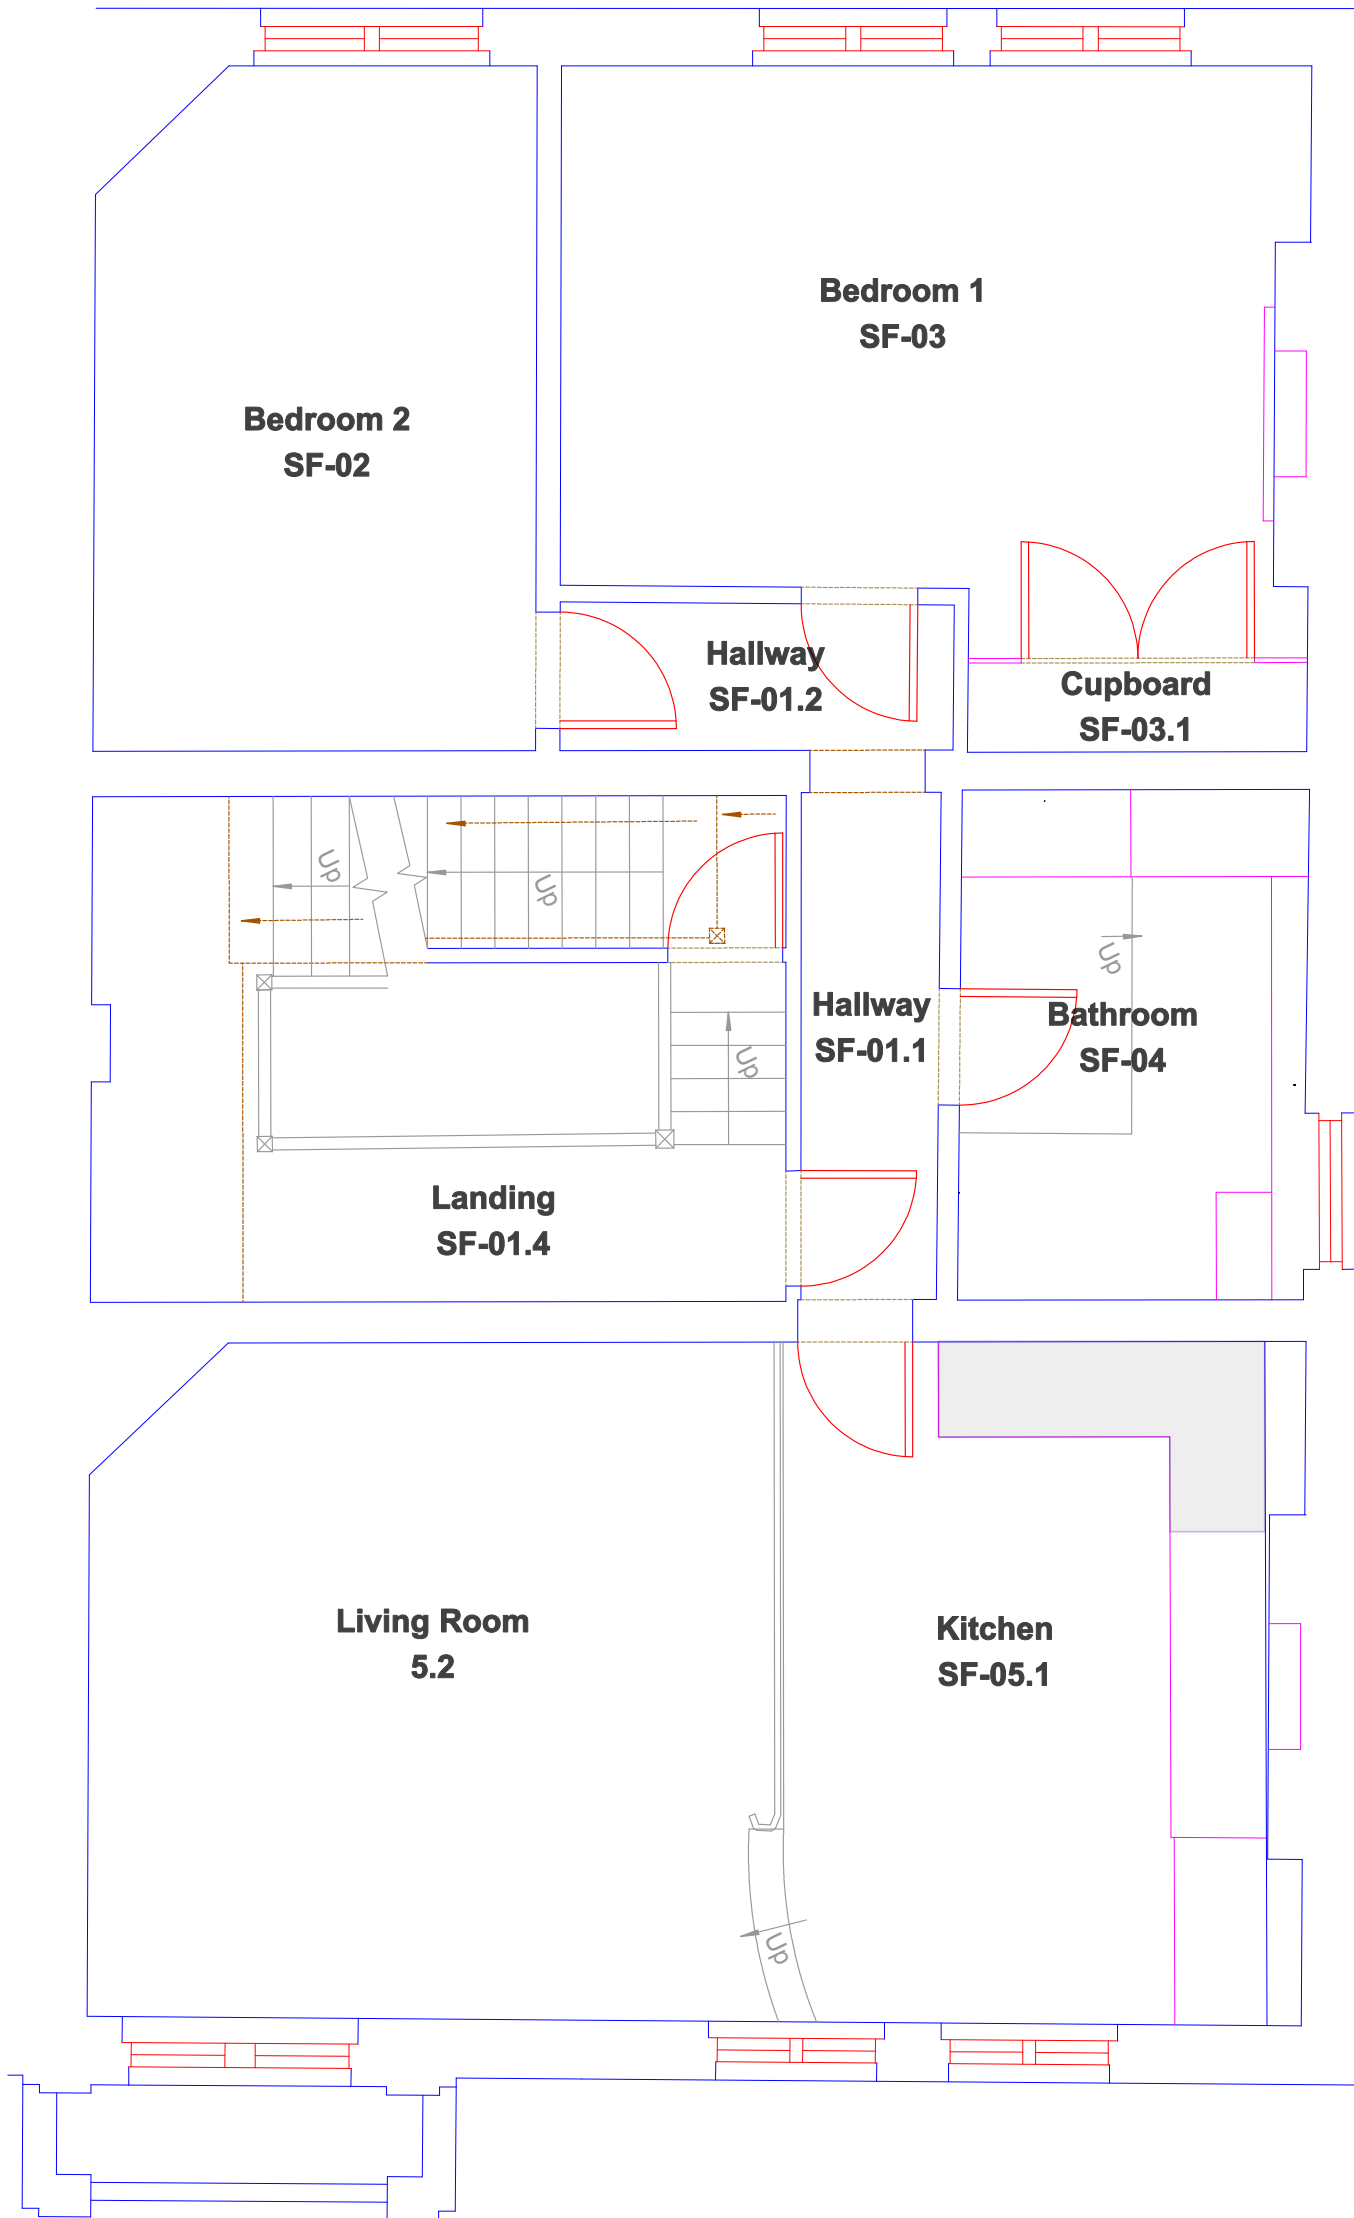 Bedroom 1
SF-03
Bedroom 2
SF-02
Hallway
SF-01.2
Cupboard
SF-03.1
Up
Up
Up
Hallway
SF-01.1
Bathroom
SF-04
Up
Landing
SF-01.4
Living Room
5.2
Kitchen
SF-05.1
Up